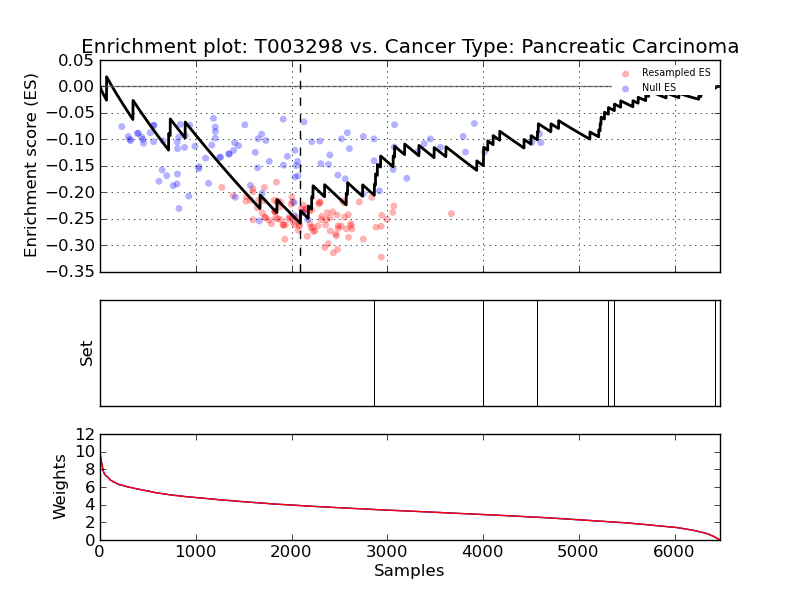 Enrichment plot: T003298 vs. Cancer Type: Pancreatic Carcinoma
Enrichment score (ES)
0.05
0.00
−0.05
−0.10
−0.15
−0.20
−0.25
−0.30
−0.35
Resampled ES
Null ES
Set
Weights
12
10
8
6
4
2
0
0 1000 2000 3000 4000 5000 6000
Samples